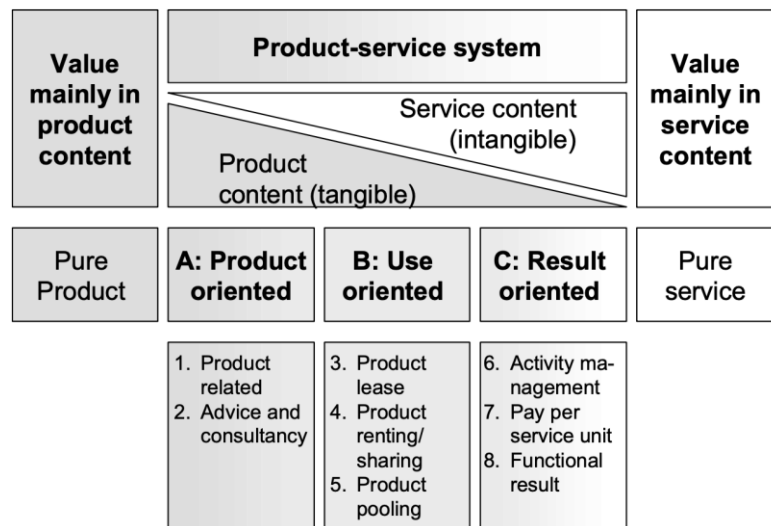 Value
mainly in
product
content
Product-service system
Service content
(intangible)
Product
content (tangible)
Value
mainly in
service
content
Pure
Product
A: Product
oriented
B: Use
oriented
C: Result
oriented
Pure
service
1. Product
related
2. Advice and
consultancy
3. Product
lease
4. Product
renting/
sharing
5. Product
pooling
6. Activity ma-
nagement
7. Pay per
service unit
8. Functional
result